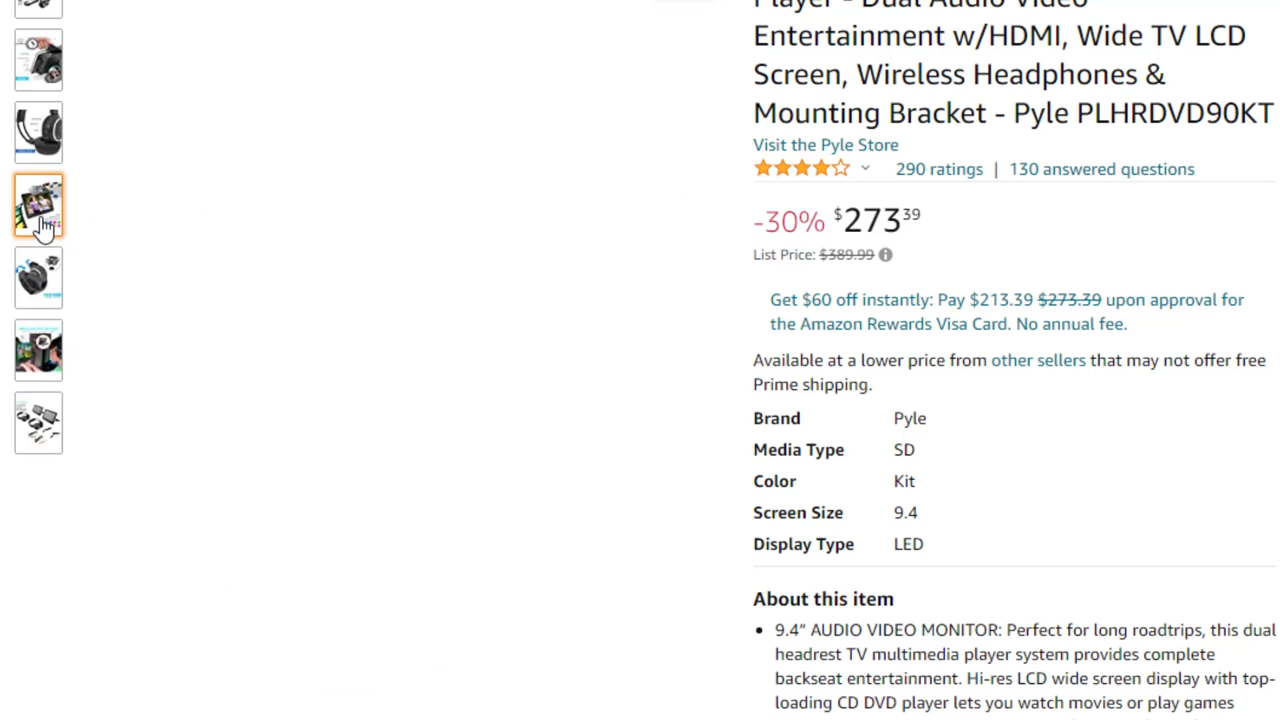 Player - Dual Audio Video
Entertainment w/HDMI, Wide TV LCD
Screen, Wireless Headphones &
Mounting Bracket - Pyle PLHRDVD90KT
Visit the Pyle Store
290 ratings | 130 answered questions
-30% $27339
List Price: $389.99
Get $60 off instantly: Pay $213.39 $273.39 upon approval for
the Amazon Rewards Visa Card. No annual fee.
Available at a lower price from other sellers that may not offer free
Prime shipping.
Brand Pyle
Media Type SD
Color Kit
Screen Size 9.4
Display Type LED
About this item
• 9.4” AUDIO VIDEO MONITOR: Perfect for long roadtrips, this dual
headrest TV multimedia player system provides complete
backseat entertainment. Hi-res LCD wide screen display with top-
loading CD DVD player lets you watch movies or play games